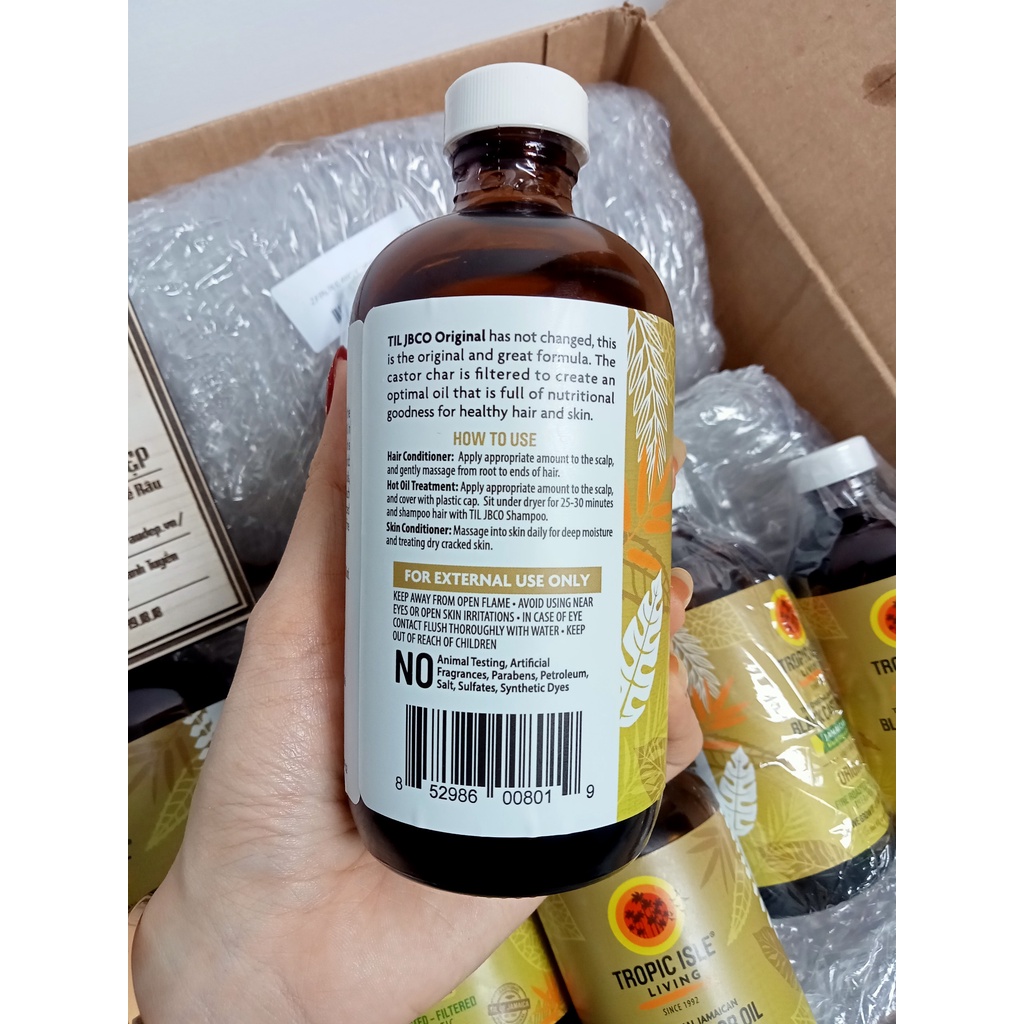 TIL JBCO Original has not changed, this
is the original and great formula. The
castor char is filtered to create an
optimal oil that is full of nutritional
goodness for healthy hair and skin.
HOW TO USE
Hair Conditioner: Apply appropriate amount to the scalp,
and gently massage from root to ends of hair.
Hot Oil Treatment: Apply appropriate amount to the scalp,
and cover with plastic cap. Sit under dryer for 25-30 minutes
and shampoo hair with TIL JBCO Shampoo.
Skin Conditioner: Massage into skin daily for deep moisture
and treating dry cracked skin.
FOR EXTERNAL USE ONLY
KEEP AWAY FROM OPEN FLAME • AVOID USING NEAR
EYES OR OPEN SKIN IRRITATIONS • IN CASE OF EYE
CONTACT FLUSH THOROUGHLY WITH WATER • KEEP
OUT OF REACH OF CHILDREN
NO Animal Testing, Artificial
Fragrances, Parabens, Petroleum,
Salt, Sulfates, Synthetic Dyes
8 52986 00801 9
TROPIC ISLE®
LIVING
SINCE 1992
JAMAICAN
OIL
FILTERED
TROPIC